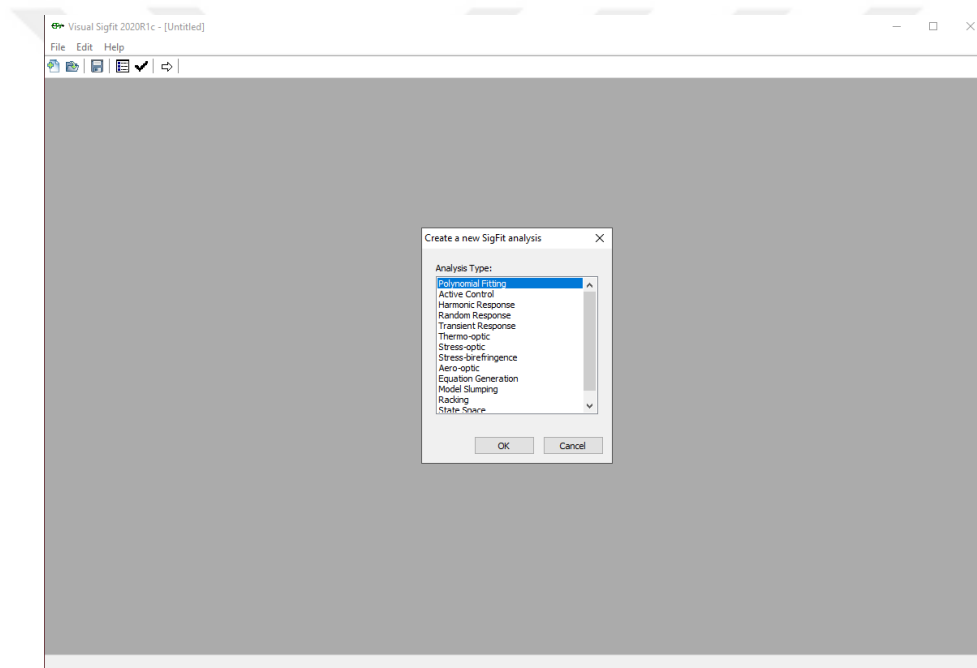 Visual Sigfit 2020R1c - [Untitled]
File Edit Help
Create a new SigFit analysis
Analysis Type:
Polynomial Fitting
Active Control
Harmonic Response
Random Response
Transient Response
Thermo-optic
Stress-optic
Stress-birefringence
Aero-optic
Equation Generation
Model Slumping
Racking
State Space
OK Cancel